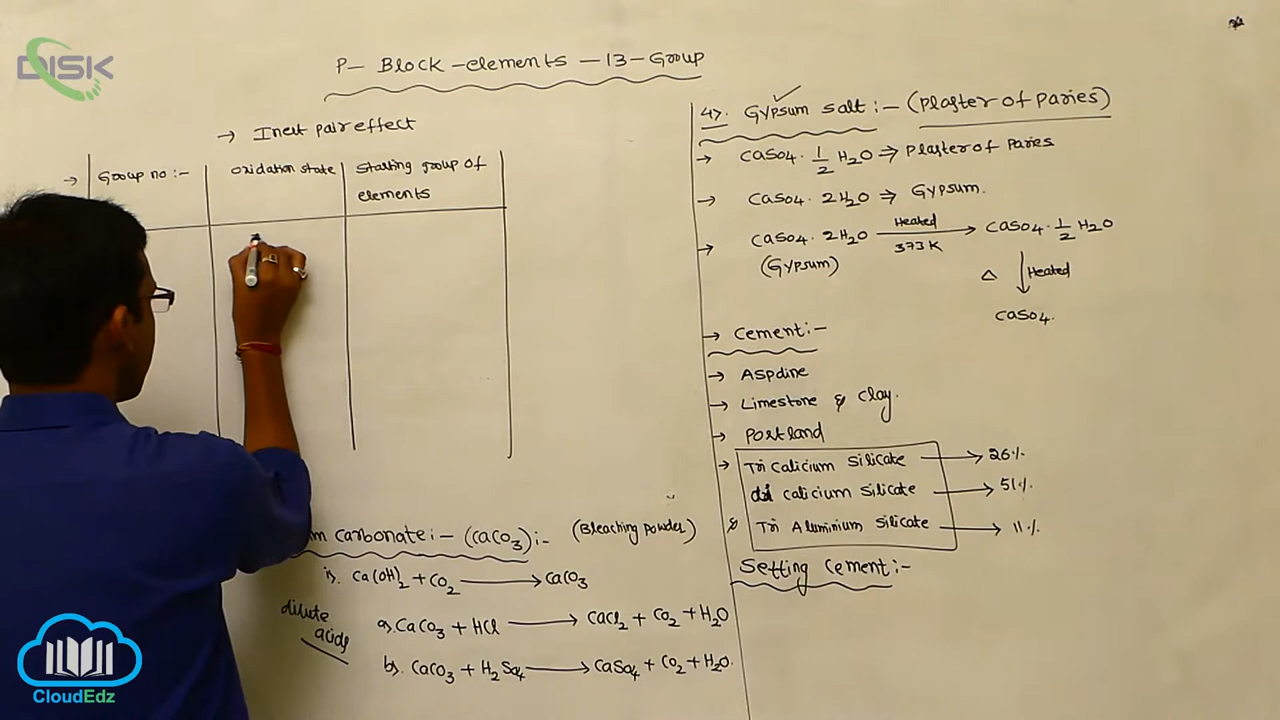 DISK
P- Block-elements-13-Group
→ Inert pair effect
→ Group no :-
oxidation state
Starting group of
elements
m carbonate:- (CaCO3):- (Bleaching powder)
i>. Ca(OH)2 + CO2 → CaCO3
dilute
acids
a>. CaCO3 + HCl → CaCl2 + CO2 + H2O
b>. CaCO3 + H2SO4 → CaSO4 + CO2 + H2O.
4>. Gypsum salt :- (Plaster of Paries)
→ CaSO4. 1/2 H2O ⇒ Plaster of Paries
→ CaSO4. 2H2O ⇒ Gypsum.
→ CaSO4. 2H2O Heated 373K → CaSO4. 1/2 H2O
(Gypsum)
△ ↓ Heated
CaSO4.
→ Cement:-
→ Aspdine
→ Limestone & clay.
→ Portland
→ Tri Calicium silicate → 26%
di calicium silicate → 51%
& Tri Aluminium silicate → 11%
Setting Cement:-
CloudEdz